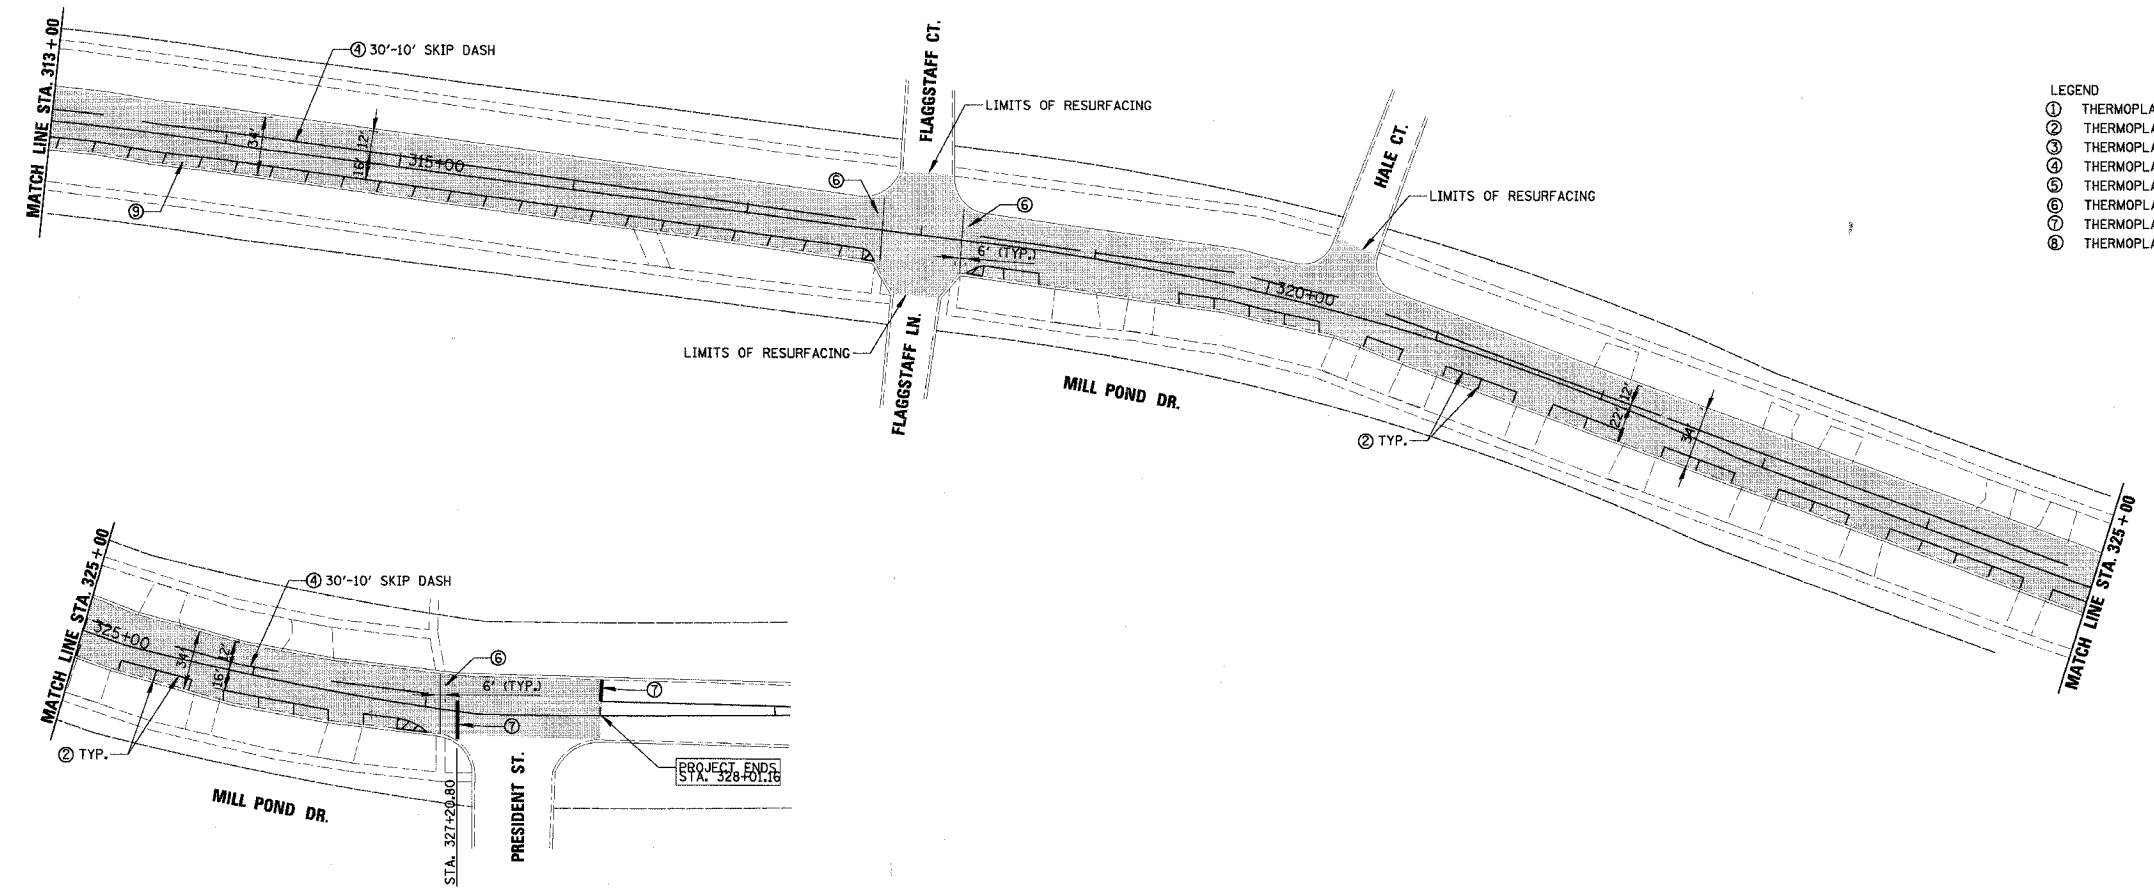 MATCH LINE STA. 313+00
④ 30'-10' SKIP DASH
34'
12'
16'
315+00
⑨
⑥
FLAGGSTAFF CT.
LIMITS OF RESURFACING
⑥
6' (TYP.)
LIMITS OF RESURFACING
FLAGGSTAFF LN.
MILL POND DR.
HALE CT.
LIMITS OF RESURFACING
320+00
② TYP.
22'
12'
34'
MATCH LINE STA. 325+00
LEGEND
① THERMOPLA
② THERMOPLA
③ THERMOPLA
④ THERMOPLA
⑤ THERMOPLA
⑥ THERMOPLA
⑦ THERMOPLA
⑧ THERMOPLA
MATCH LINE STA. 325+00
325+00
④ 30'-10' SKIP DASH
34'
12'
16'
⑥
6' (TYP.)
⑦
⑦
② TYP.
MILL POND DR.
STA. 327+20.80
PRESIDENT ST.
PROJECT ENDS
STA. 328+01.16